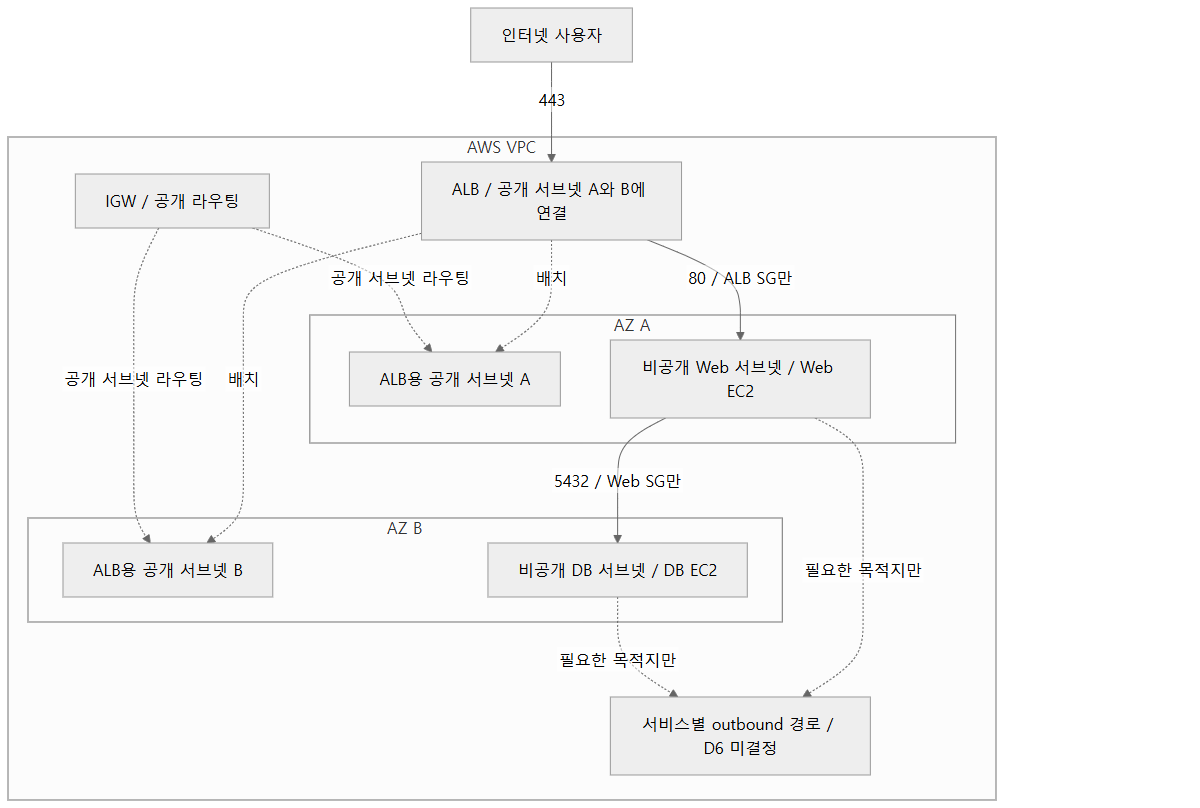 인터넷 사용자
443
AWS VPC
IGW / 공개 라우팅
ALB / 공개 서브넷 A와 B에
연결
공개 서브넷 라우팅
배치
80 / ALB SG만
AZ A
ALB용 공개 서브넷 A
비공개 Web 서브넷 / Web
EC2
공개 서브넷 라우팅
배치
5432 / Web SG만
AZ B
ALB용 공개 서브넷 B
비공개 DB 서브넷 / DB EC2
필요한 목적지만
필요한 목적지만
서비스별 outbound 경로 /
D6 미결정